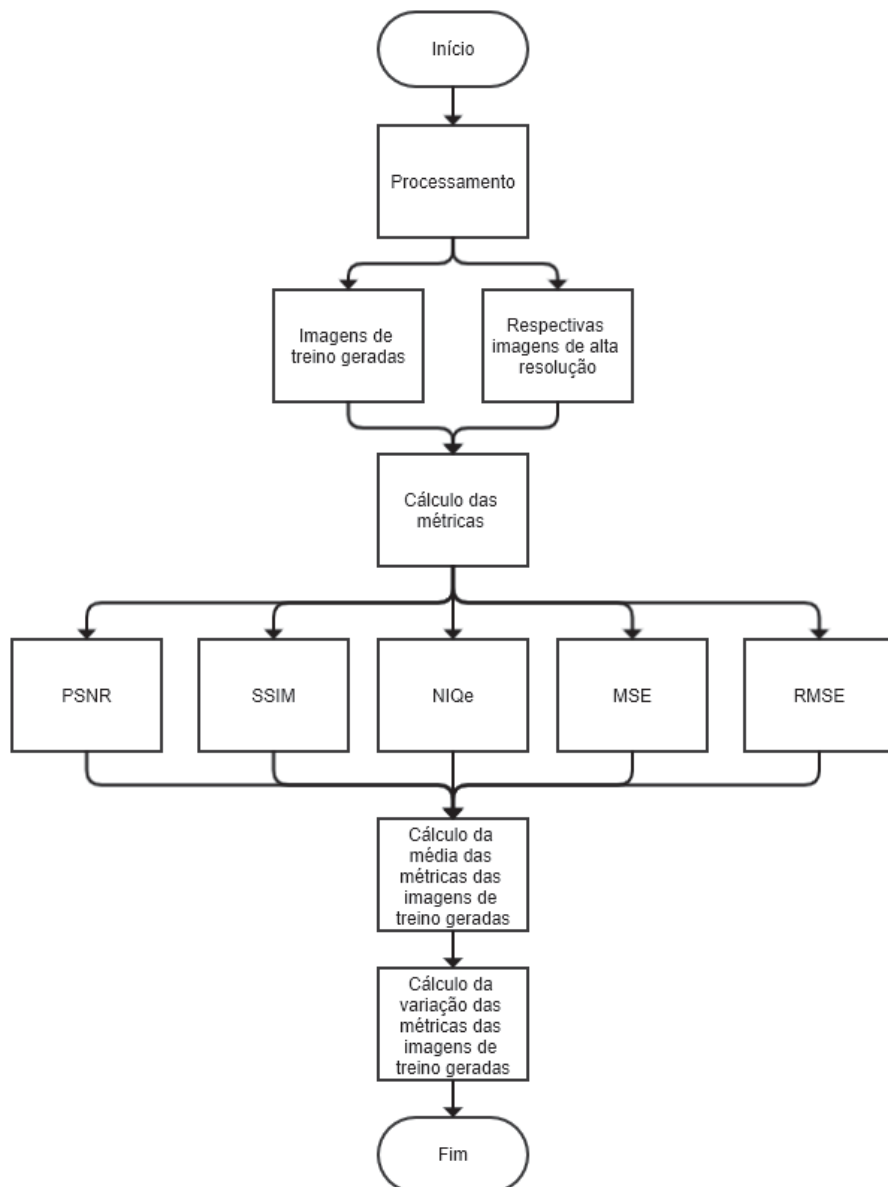 Início
Processamento
Imagens de
treino geradas
Respectivas
imagens de alta
resolução
Cálculo das
métricas
PSNR
SSIM
NIQe
MSE
RMSE
Cálculo da
média das
métricas das
imagens de
treino geradas
Cálculo da
variação das
métricas das
imagens de
treino geradas
Fim